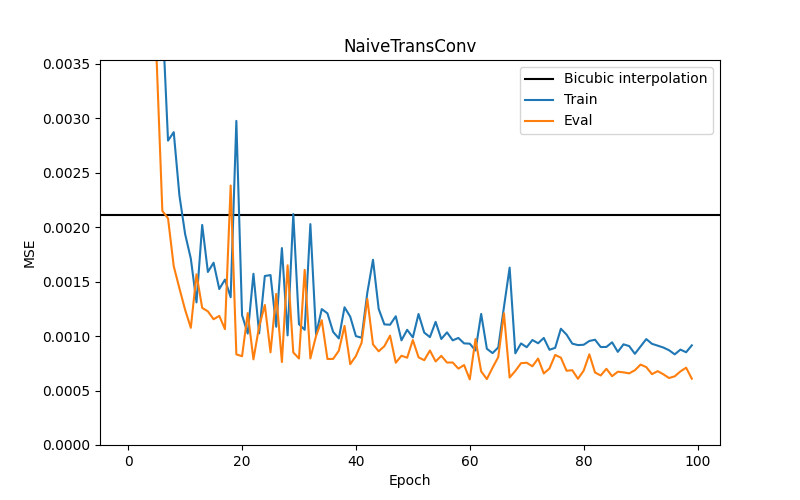 NaiveTransConv
0.0035
0.0030
0.0025
0.0020
0.0015
0.0010
0.0005
0.0000
MSE
Bicubic interpolation
Train
Eval
0 20 40 60 80 100
Epoch